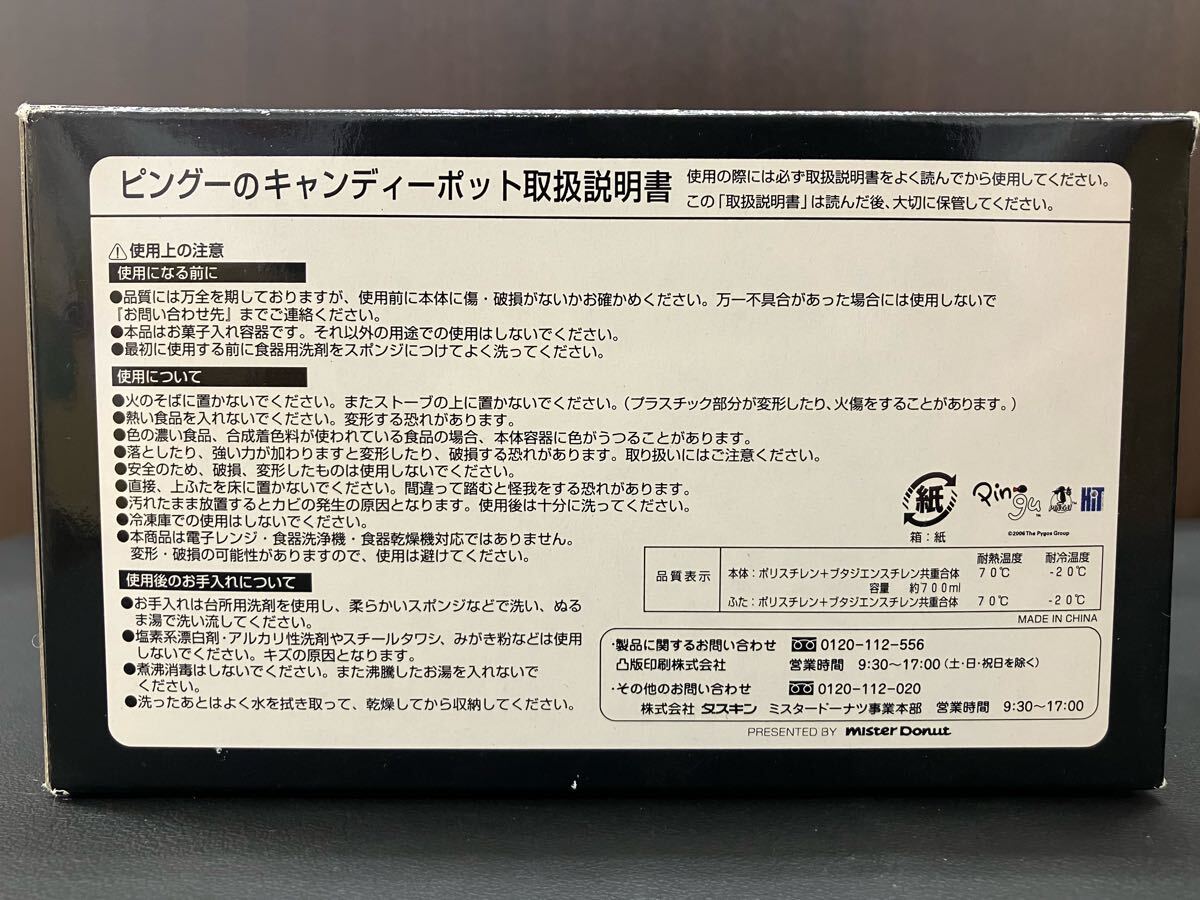 ピングーのキャンディーポット取扱説明書
使用の際には必ず取扱説明書をよく読んでから使用してください。
この「取扱説明書」は読んだ後、大切に保管してください。
⚠使用上の注意
使用になる前に
●品質には万全を期しておりますが、使用前に本体に傷・破損がないかお確かめください。万一不具合があった場合には使用しないで
『お問い合わせ先』までご連絡ください。
●本品はお菓子入れ容器です。それ以外の用途での使用はしないでください。
●最初に使用する前に食器用洗剤をスポンジにつけてよく洗ってください。
使用について
●火のそばに置かないでください。またストーブの上に置かないでください。(プラスチック部分が変形したり、火傷をすることがあります。)
●熱い食品を入れないでください。変形する恐れがあります。
●色の濃い食品、合成着色料が使われている食品の場合、本体容器に色がうつることがあります。
●落としたり、強い力が加わりますと変形したり、破損する恐れがあります。取り扱いにはご注意ください。
●安全のため、破損、変形したものは使用しないでください。
●直接、上ふたを床に置かないでください。間違って踏むと怪我をする恐れがあります。
●汚れたまま放置するとカビの発生の原因となります。使用後は十分に洗ってください。
●冷凍庫での使用はしないでください。
●本商品は電子レンジ・食器洗浄機・食器乾燥機対応ではありません。
変形・破損の可能性がありますので、使用は避けてください。
使用後のお手入れについて
●お手入れは台所用洗剤を使用し、柔らかいスポンジなどで洗い、ぬる
ま湯で洗い流してください。
●塩素系漂白剤・アルカリ性洗剤やスチールタワシ、みがき粉などは使用
しないでください。キズの原因となります。
●煮沸消毒はしないでください。また沸騰したお湯を入れないで
ください。
●洗ったあとはよく水を拭き取って、乾燥してから収納してください。
紙
箱：紙
Pingu™
HiT
©2006 The Pygos Group
耐熱温度 耐冷温度
品質表示
本体：ポリスチレン+ブタジエンスチレン共重合体 70℃ -20℃
容量 約700ml
ふた：ポリスチレン+ブタジエンスチレン共重合体 70℃ -20℃
MADE IN CHINA
・製品に関するお問い合わせ 0120-112-556
凸版印刷株式会社 営業時間 9:30～17:00(土・日・祝日を除く)
・その他のお問い合わせ 0120-112-020
株式会社 ダスキン ミスタードーナツ事業本部 営業時間 9:30～17:00
PRESENTED BY mister Donut